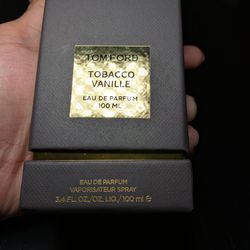 TOM FORD
TOBACCO
VANILLE
EAU DE PARFUM
100 ML
EAU DE PARFUM
VAPORISATEUR SPRAY
3.4 FL. OZ./OZ. LIQ./100 ml ℮